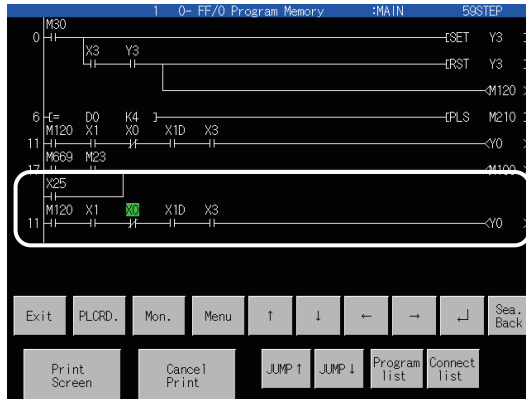 1 0- FF/0 Program Memory :MAIN 59STEP
M30
0 SET Y3
X3 Y3
RST Y3
M120
6 = D0 K4 PLS M210
M120 X1 X0 X1D X3
11 Y0
M669 M23
17 M100
X25
M120 X1 X0 X1D X3
11 Y0
Exit PLCRD. Mon. Menu ↑ ↓ ← → ↵ Sea. Back
Print Screen Cancel Print JUMP↑ JUMP↓ Program list Connect list